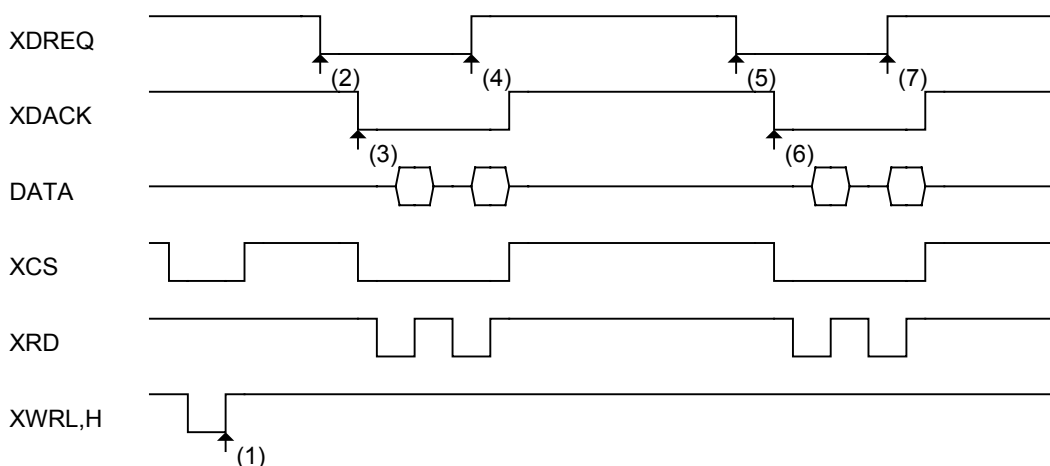 XDREQ
(2) (4) (5) (7)
XDACK
(3) (6)
DATA
XCS
XRD
XWRL,H
(1)